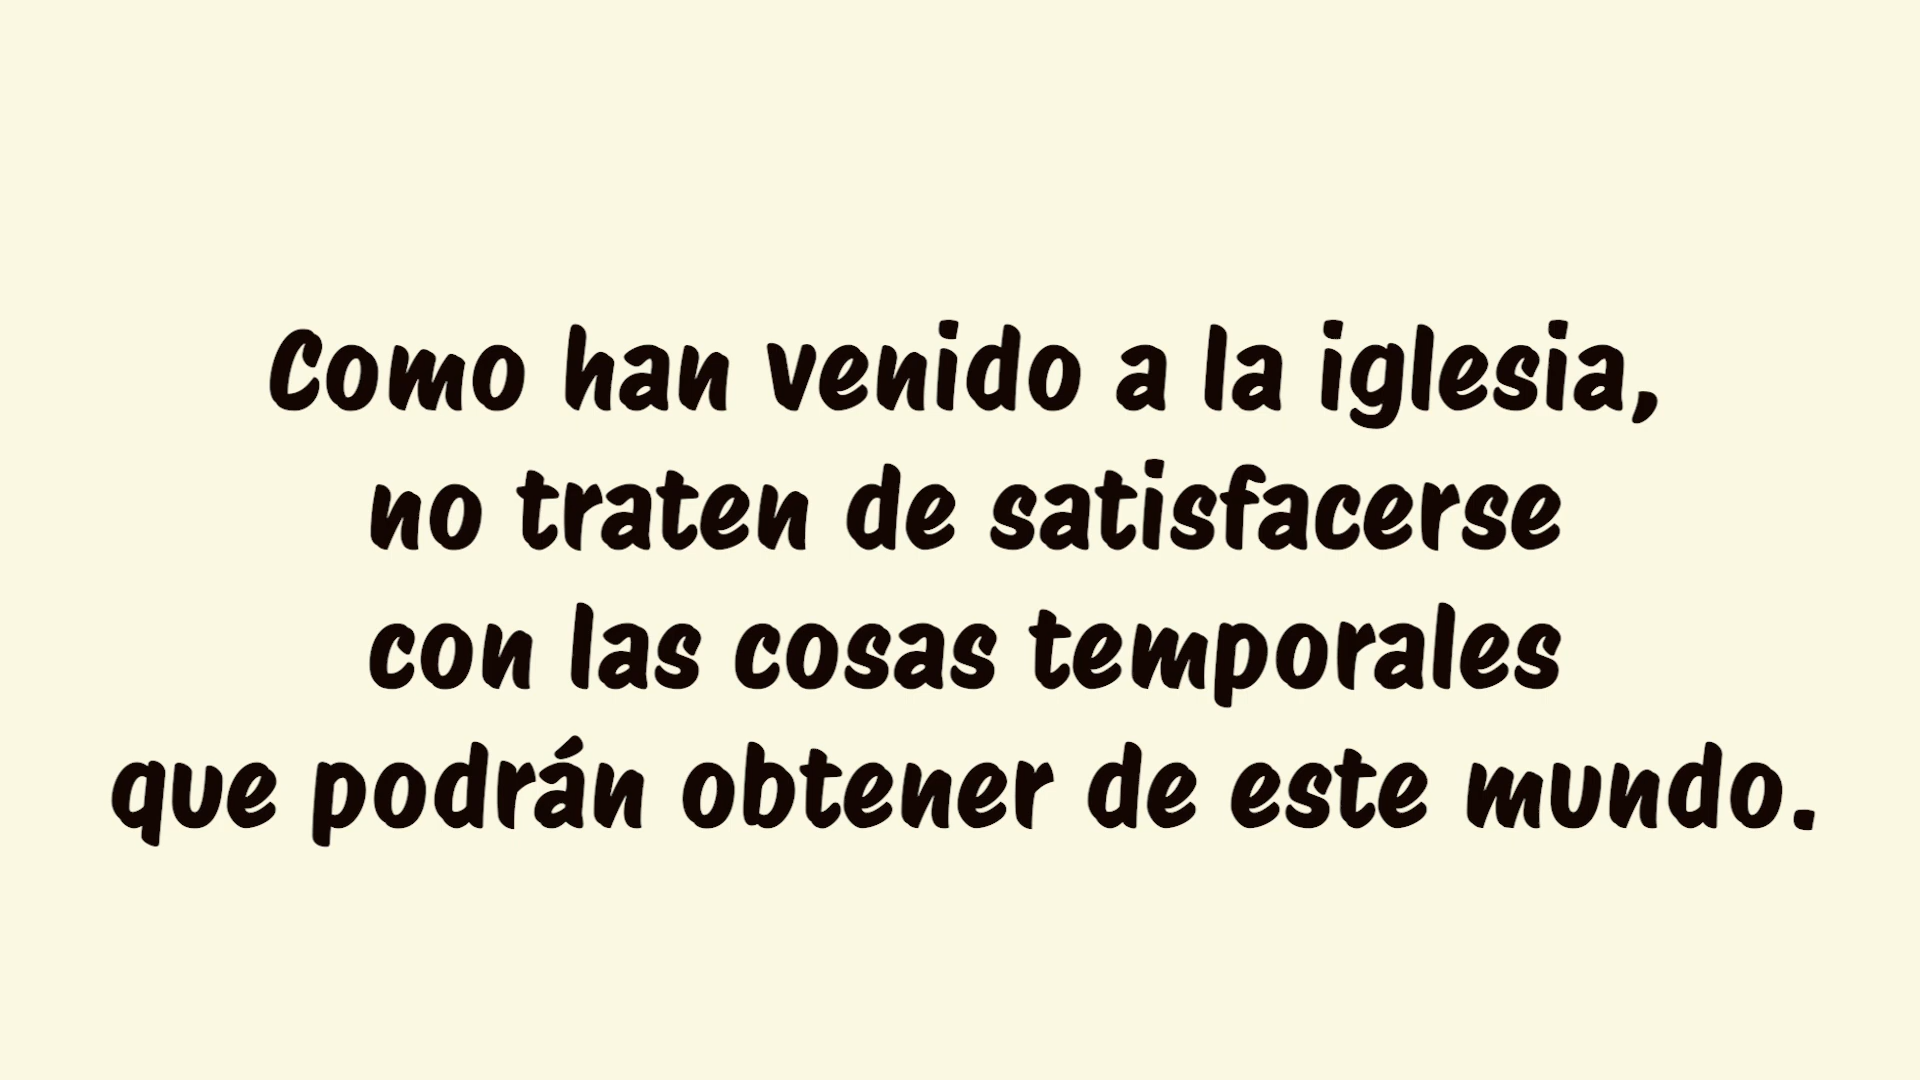 Como han venido a la iglesia,
no traten de satisfacerse
con las cosas temporales
que podrán obtener de este mundo.